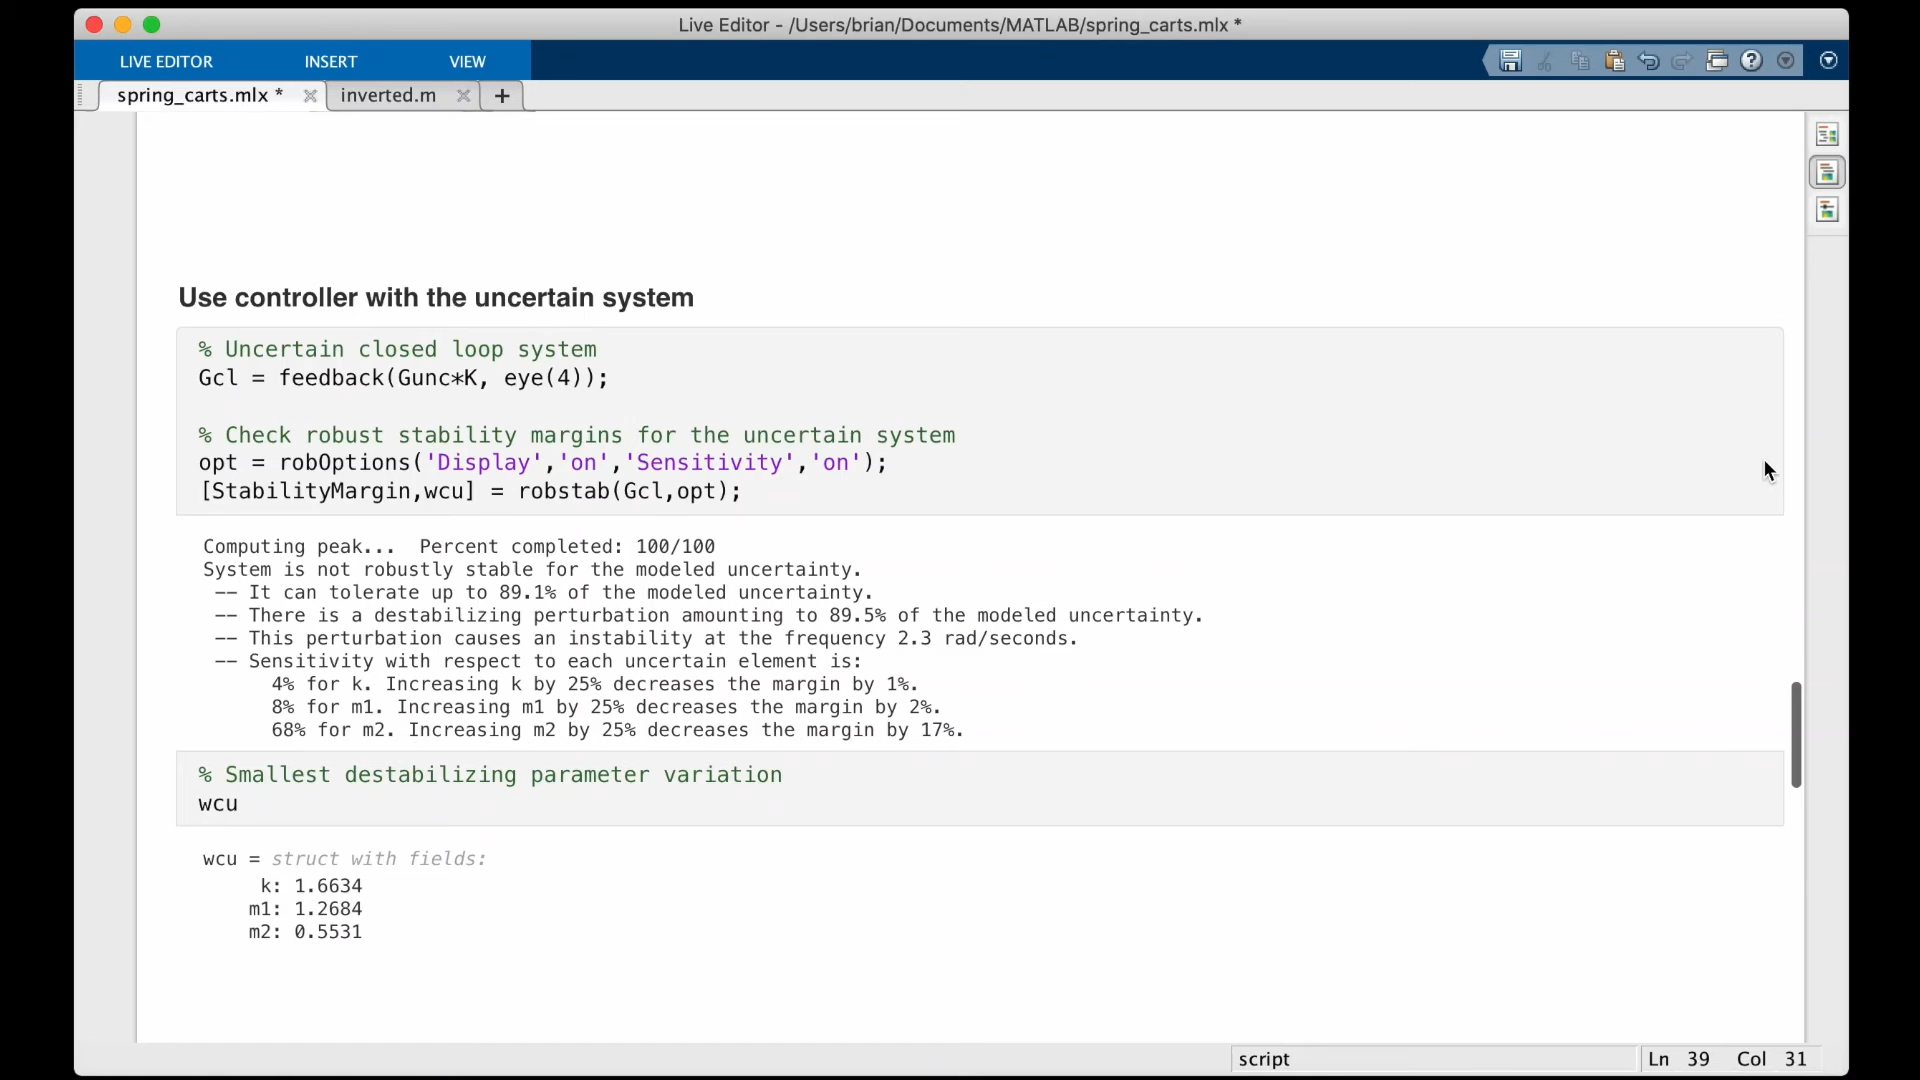 Live Editor - /Users/brian/Documents/MATLAB/spring_carts.mlx *
LIVE EDITOR INSERT VIEW
spring_carts.mlx * inverted.m +
Use controller with the uncertain system
% Uncertain closed loop system
Gcl = feedback(Gunc*K, eye(4));
% Check robust stability margins for the uncertain system
opt = robOptions('Display','on','Sensitivity','on');
[StabilityMargin,wcu] = robstab(Gcl,opt);
Computing peak... Percent completed: 100/100
System is not robustly stable for the modeled uncertainty.
-- It can tolerate up to 89.1% of the modeled uncertainty.
-- There is a destabilizing perturbation amounting to 89.5% of the modeled uncertainty.
-- This perturbation causes an instability at the frequency 2.3 rad/seconds.
-- Sensitivity with respect to each uncertain element is:
4% for k. Increasing k by 25% decreases the margin by 1%.
8% for m1. Increasing m1 by 25% decreases the margin by 2%.
68% for m2. Increasing m2 by 25% decreases the margin by 17%.
% Smallest destabilizing parameter variation
wcu
wcu = struct with fields:
k: 1.6634
m1: 1.2684
m2: 0.5531
script Ln 39 Col 31